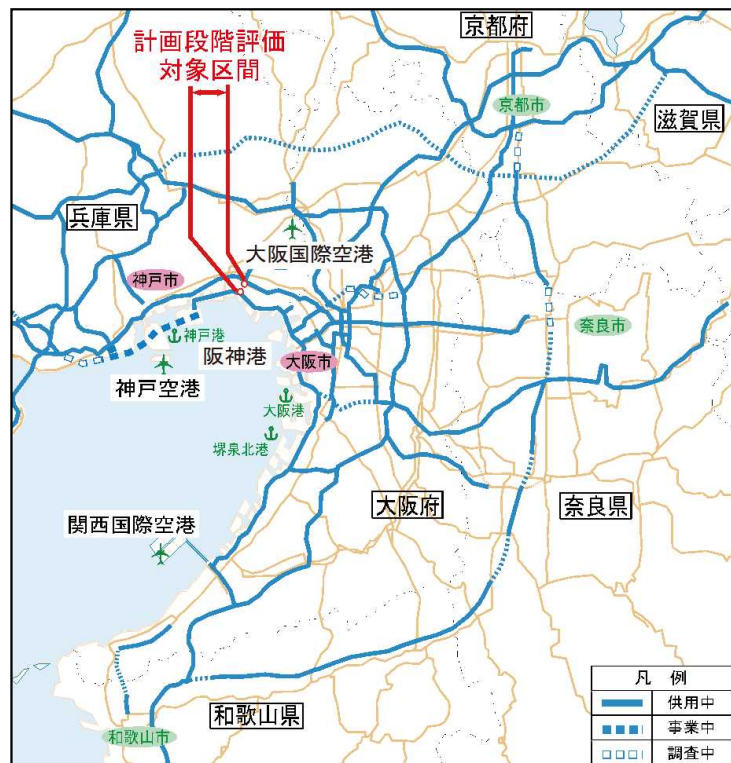 京都府
計画段階評価
対象区間
京都市
滋賀県
兵庫県
大阪国際空港
神戸市
神戸港
阪神港
奈良市
神戸空港
大阪市
大阪港
堺泉北港
大阪府
奈良県
関西国際空港
和歌山県
和歌山市
凡 例
供用中
事業中
調査中